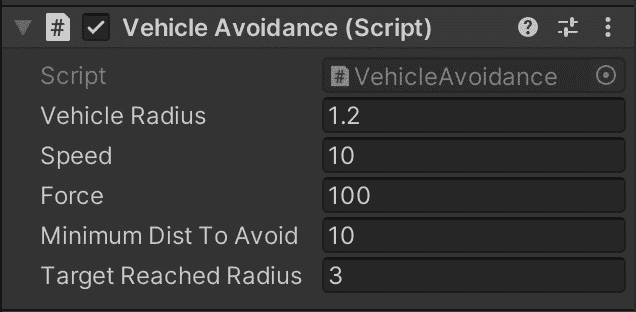 # Vehicle Avoidance (Script)
Script # VehicleAvoidance
Vehicle Radius 1.2
Speed 10
Force 100
Minimum Dist To Avoid 10
Target Reached Radius 3